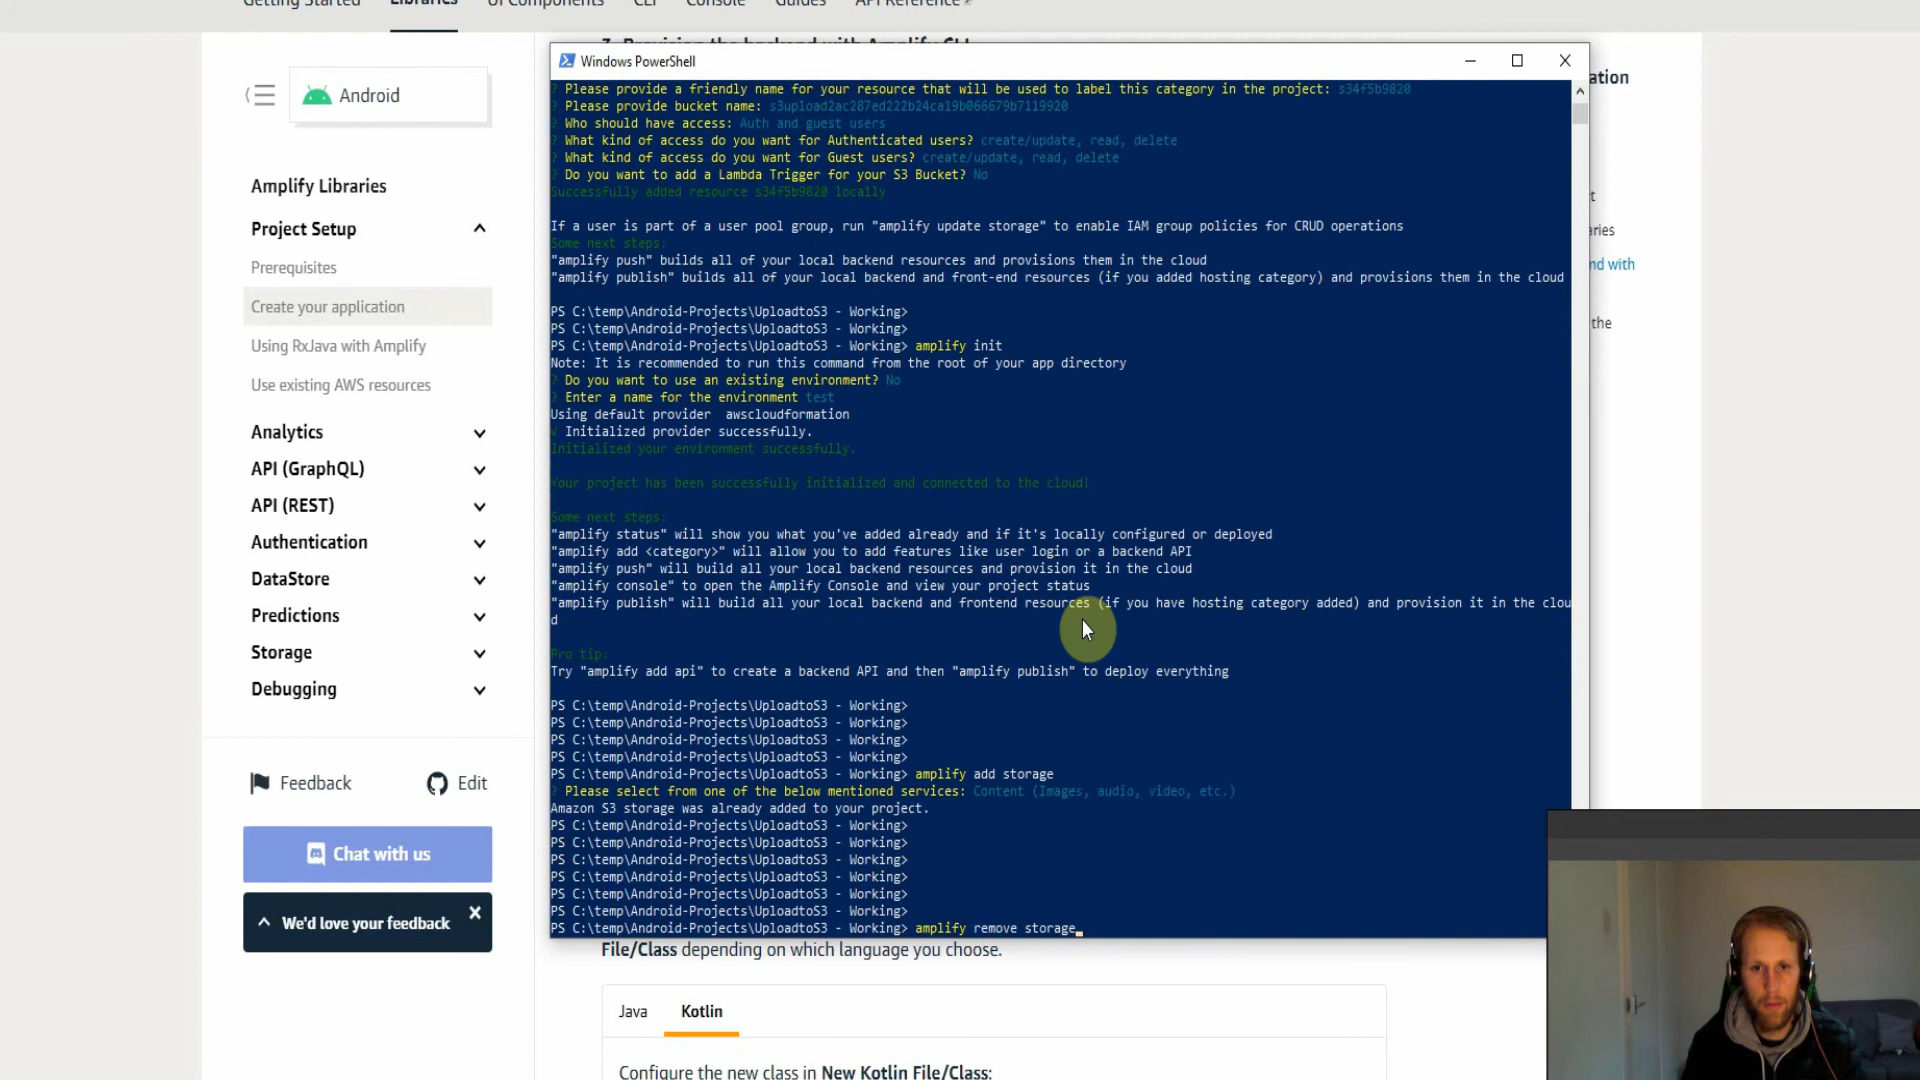 Getting Started
Libraries
UI Components
CLI
Console
Guides
API Reference
Android
Amplify Libraries
Project Setup
Prerequisites
Create your application
Using RxJava with Amplify
Use existing AWS resources
Analytics
API (GraphQL)
API (REST)
Authentication
DataStore
Predictions
Storage
Debugging
Feedback
Edit
Chat with us
We'd love your feedback
3. Provision the backend with Amplify CLI
Windows PowerShell
? Please provide a friendly name for your resource that will be used to label this category in the project: s34f5b9820
? Please provide bucket name: s3upload2ac287ed222b24ca19b066679b7119920
? Who should have access: Auth and guest users
? What kind of access do you want for Authenticated users? create/update, read, delete
? What kind of access do you want for Guest users? create/update, read, delete
? Do you want to add a Lambda Trigger for your S3 Bucket? No
Successfully added resource s34f5b9820 locally
If a user is part of a user pool group, run "amplify update storage" to enable IAM group policies for CRUD operations
Some next steps:
"amplify push" builds all of your local backend resources and provisions them in the cloud
"amplify publish" builds all of your local backend and front-end resources (if you added hosting category) and provisions them in the cloud
PS C:\temp\Android-Projects\UploadtoS3 - Working>
PS C:\temp\Android-Projects\UploadtoS3 - Working>
PS C:\temp\Android-Projects\UploadtoS3 - Working> amplify init
Note: It is recommended to run this command from the root of your app directory
? Do you want to use an existing environment? No
? Enter a name for the environment test
Using default provider  awscloudformation
√ Initialized provider successfully.
Initialized your environment successfully.
Your project has been successfully initialized and connected to the cloud!
Some next steps:
"amplify status" will show you what you've added already and if it's locally configured or deployed
"amplify add <category>" will allow you to add features like user login or a backend API
"amplify push" will build all your local backend resources and provision it in the cloud
"amplify console" to open the Amplify Console and view your project status
"amplify publish" will build all your local backend and frontend resources (if you have hosting category added) and provision it in the clou
d
Pro tip:
Try "amplify add api" to create a backend API and then "amplify publish" to deploy everything
PS C:\temp\Android-Projects\UploadtoS3 - Working>
PS C:\temp\Android-Projects\UploadtoS3 - Working>
PS C:\temp\Android-Projects\UploadtoS3 - Working>
PS C:\temp\Android-Projects\UploadtoS3 - Working>
PS C:\temp\Android-Projects\UploadtoS3 - Working> amplify add storage
? Please select from one of the below mentioned services: Content (Images, audio, video, etc.)
Amazon S3 storage was already added to your project.
PS C:\temp\Android-Projects\UploadtoS3 - Working>
PS C:\temp\Android-Projects\UploadtoS3 - Working>
PS C:\temp\Android-Projects\UploadtoS3 - Working>
PS C:\temp\Android-Projects\UploadtoS3 - Working>
PS C:\temp\Android-Projects\UploadtoS3 - Working>
PS C:\temp\Android-Projects\UploadtoS3 - Working>
PS C:\temp\Android-Projects\UploadtoS3 - Working> amplify remove storage
File/Class depending on which language you choose.
Java
Kotlin
Configure the new class in New Kotlin File/Class:
ation
t
aries
nd with
the